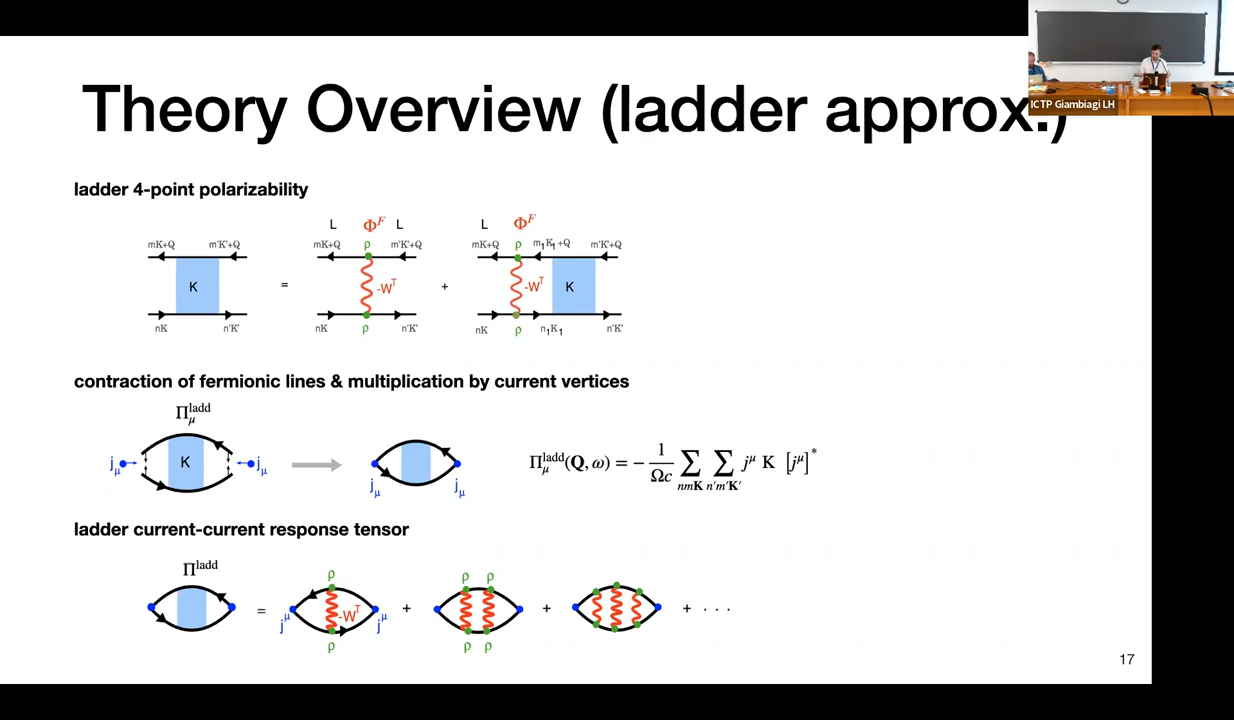 Theory Overview (ladder approx.)
ICTP Giambiagi LH
ladder 4-point polarizability
L Φ^F L L Φ^F
mK+Q m'K'+Q mK+Q ρ m'K'+Q mK+Q ρ m₁K₁+Q m'K'+Q
K = -W^T + -W^T K
nK n'K' nK ρ n'K' nK ρ n₁K₁ n'K'
contraction of fermionic lines & multiplication by current vertices
Π_μ^ladd
j_μ K j_μ j_μ j_μ Π_μ^ladd(Q, ω) = − 1/Ωc ∑_{nmK} ∑_{n'm'K'} j^μ K [j^μ]^*
ladder current-current response tensor
Π^ladd ρ ρ ρ
= j^μ -W^T j^μ + + + · · ·
ρ ρ ρ
17